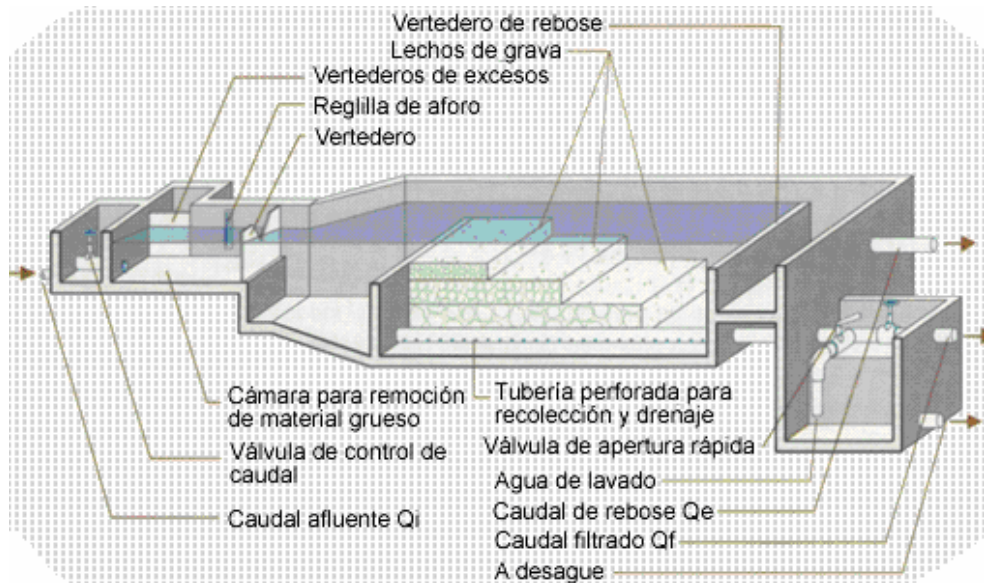 Vertedero de rebose
Lechos de grava
Vertederos de excesos
Reglilla de aforo
Vertedero
Cámara para remoción
de material grueso
Válvula de control de
caudal
Caudal afluente Qi
Tubería perforada para
recolección y drenaje
Válvula de apertura rápida
Agua de lavado
Caudal de rebose Qe
Caudal filtrado Qf
A desague